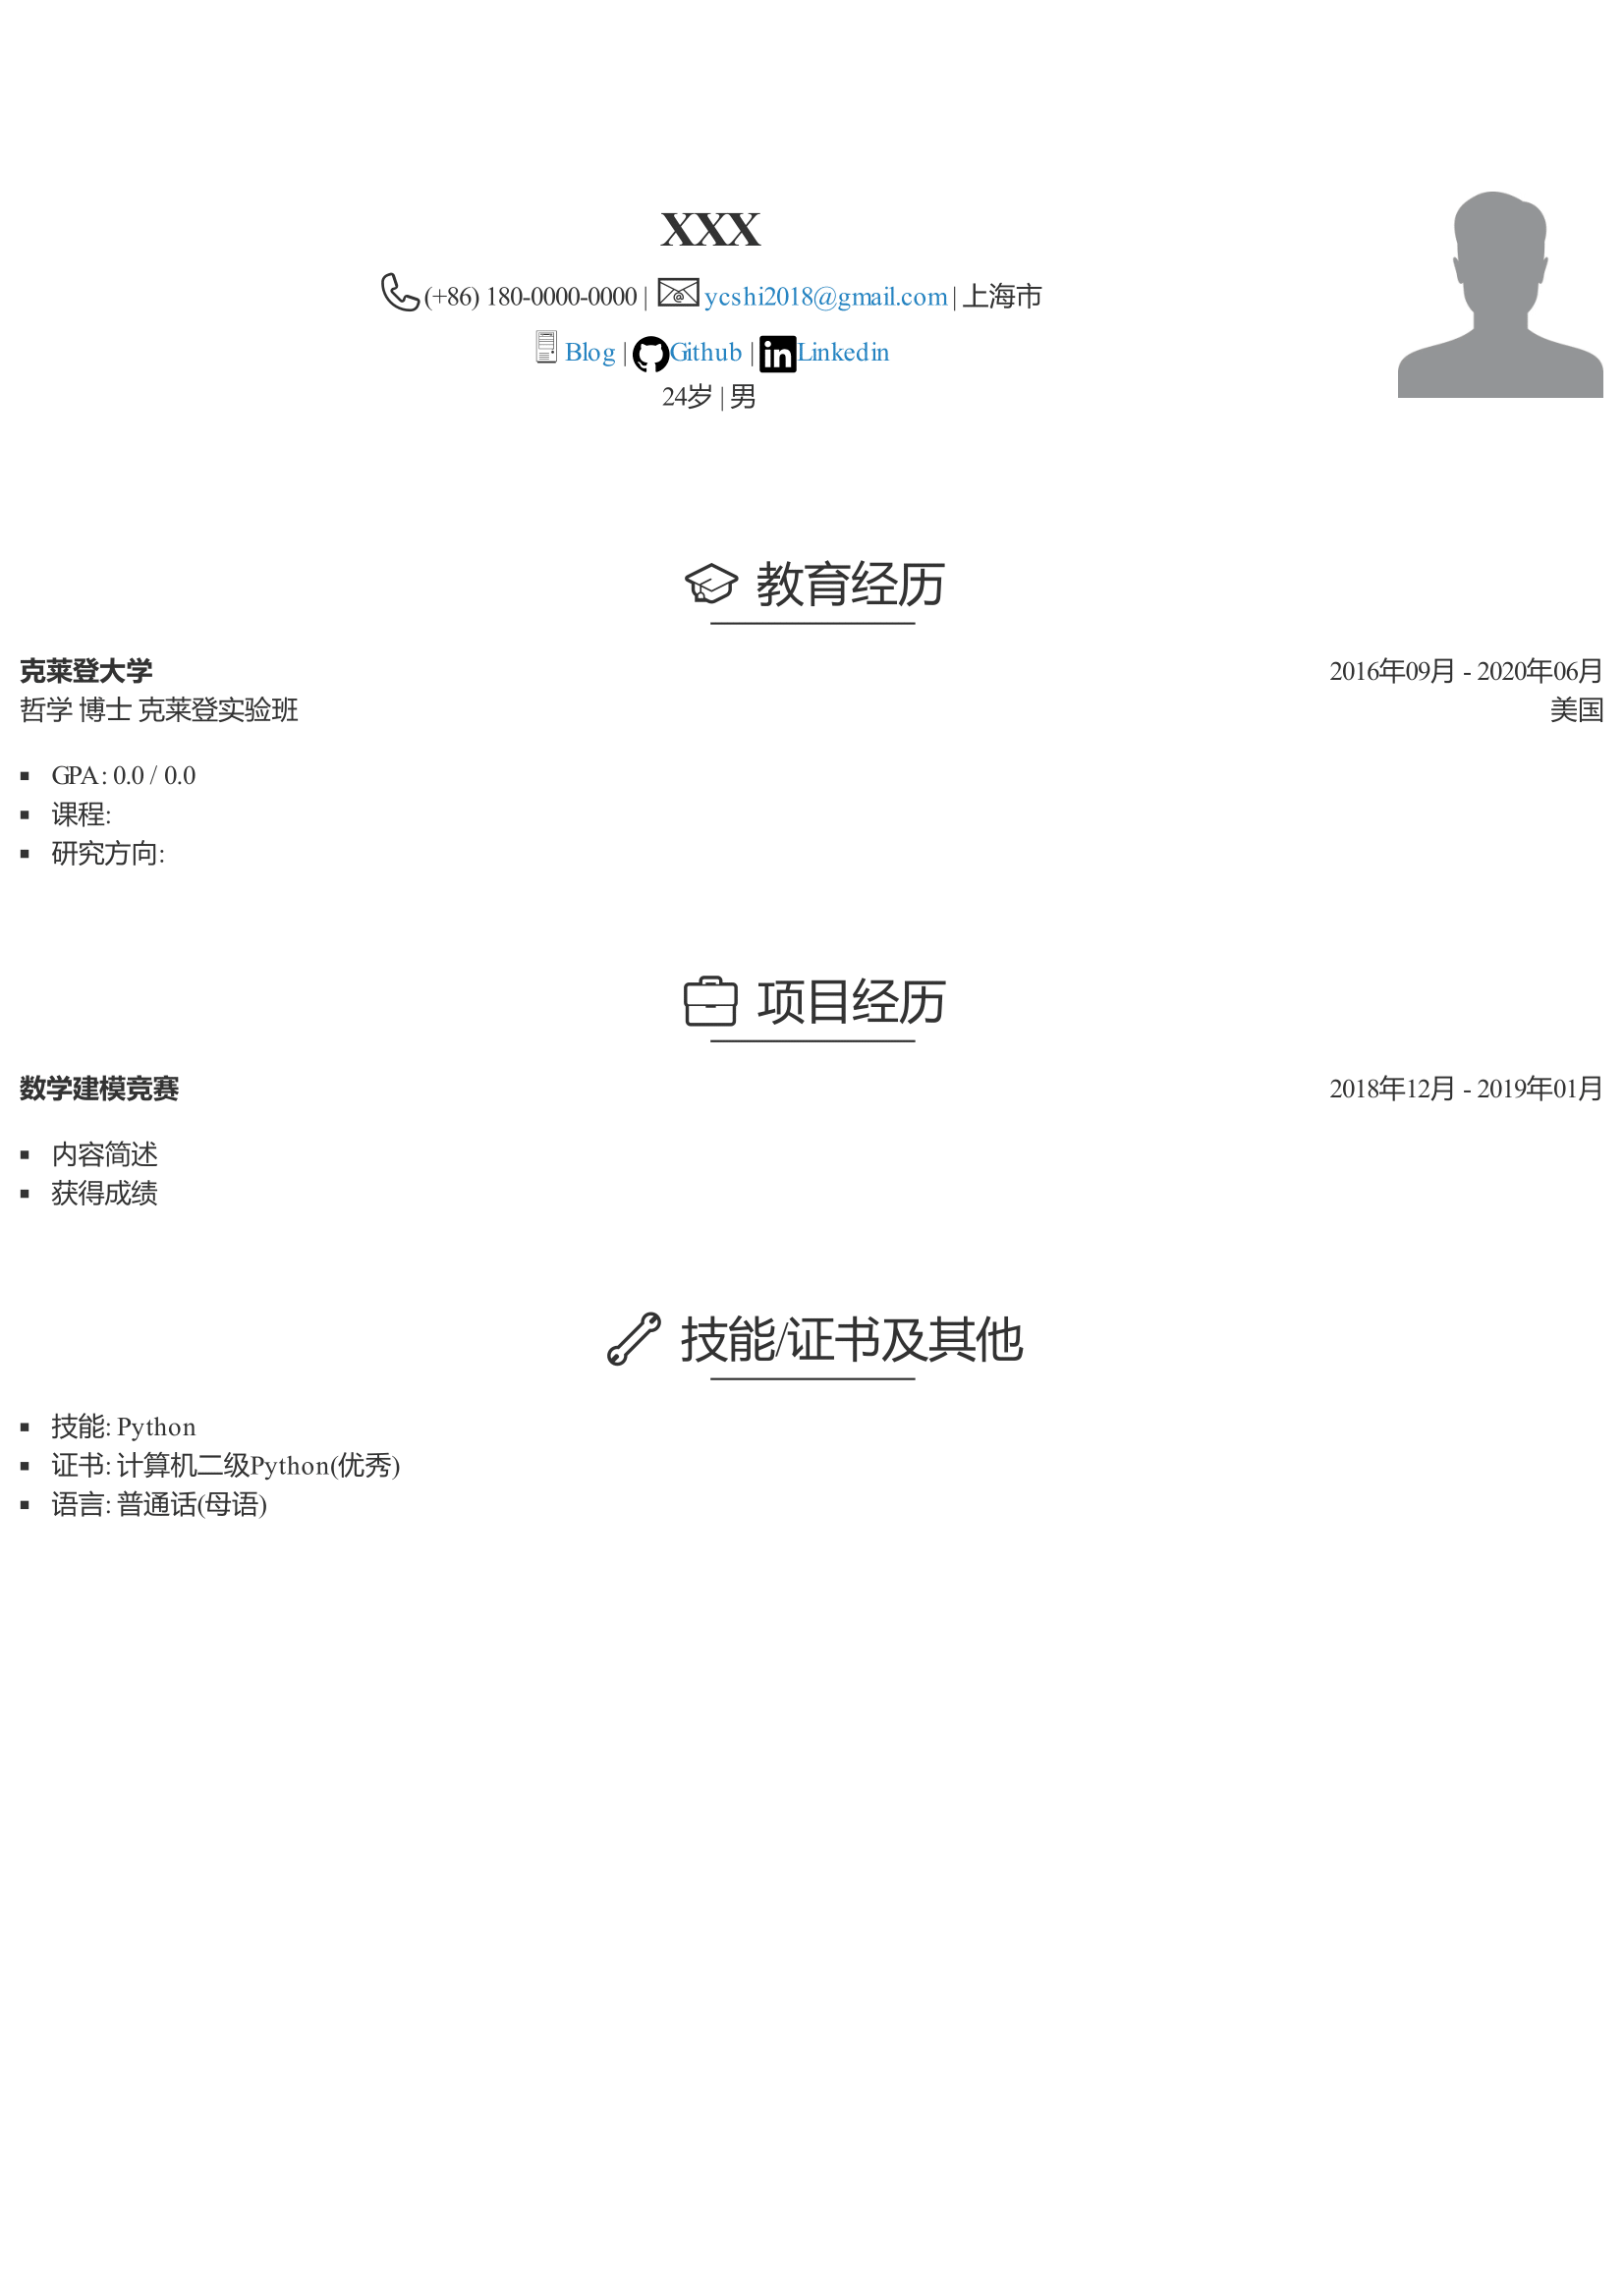 XXX
(+86) 180-0000-0000 | ycshi2018@gmail.com | 上海市
Blog | Github | Linkedin
24岁 | 男
教育经历
克莱登大学 2016年09月 - 2020年06月
哲学 博士 克莱登实验班 美国
▪ GPA: 0.0 / 0.0
▪ 课程:
▪ 研究方向:
项目经历
数学建模竞赛 2018年12月 - 2019年01月
▪ 内容简述
▪ 获得成绩
技能/证书及其他
▪ 技能: Python
▪ 证书: 计算机二级Python(优秀)
▪ 语言: 普通话(母语)